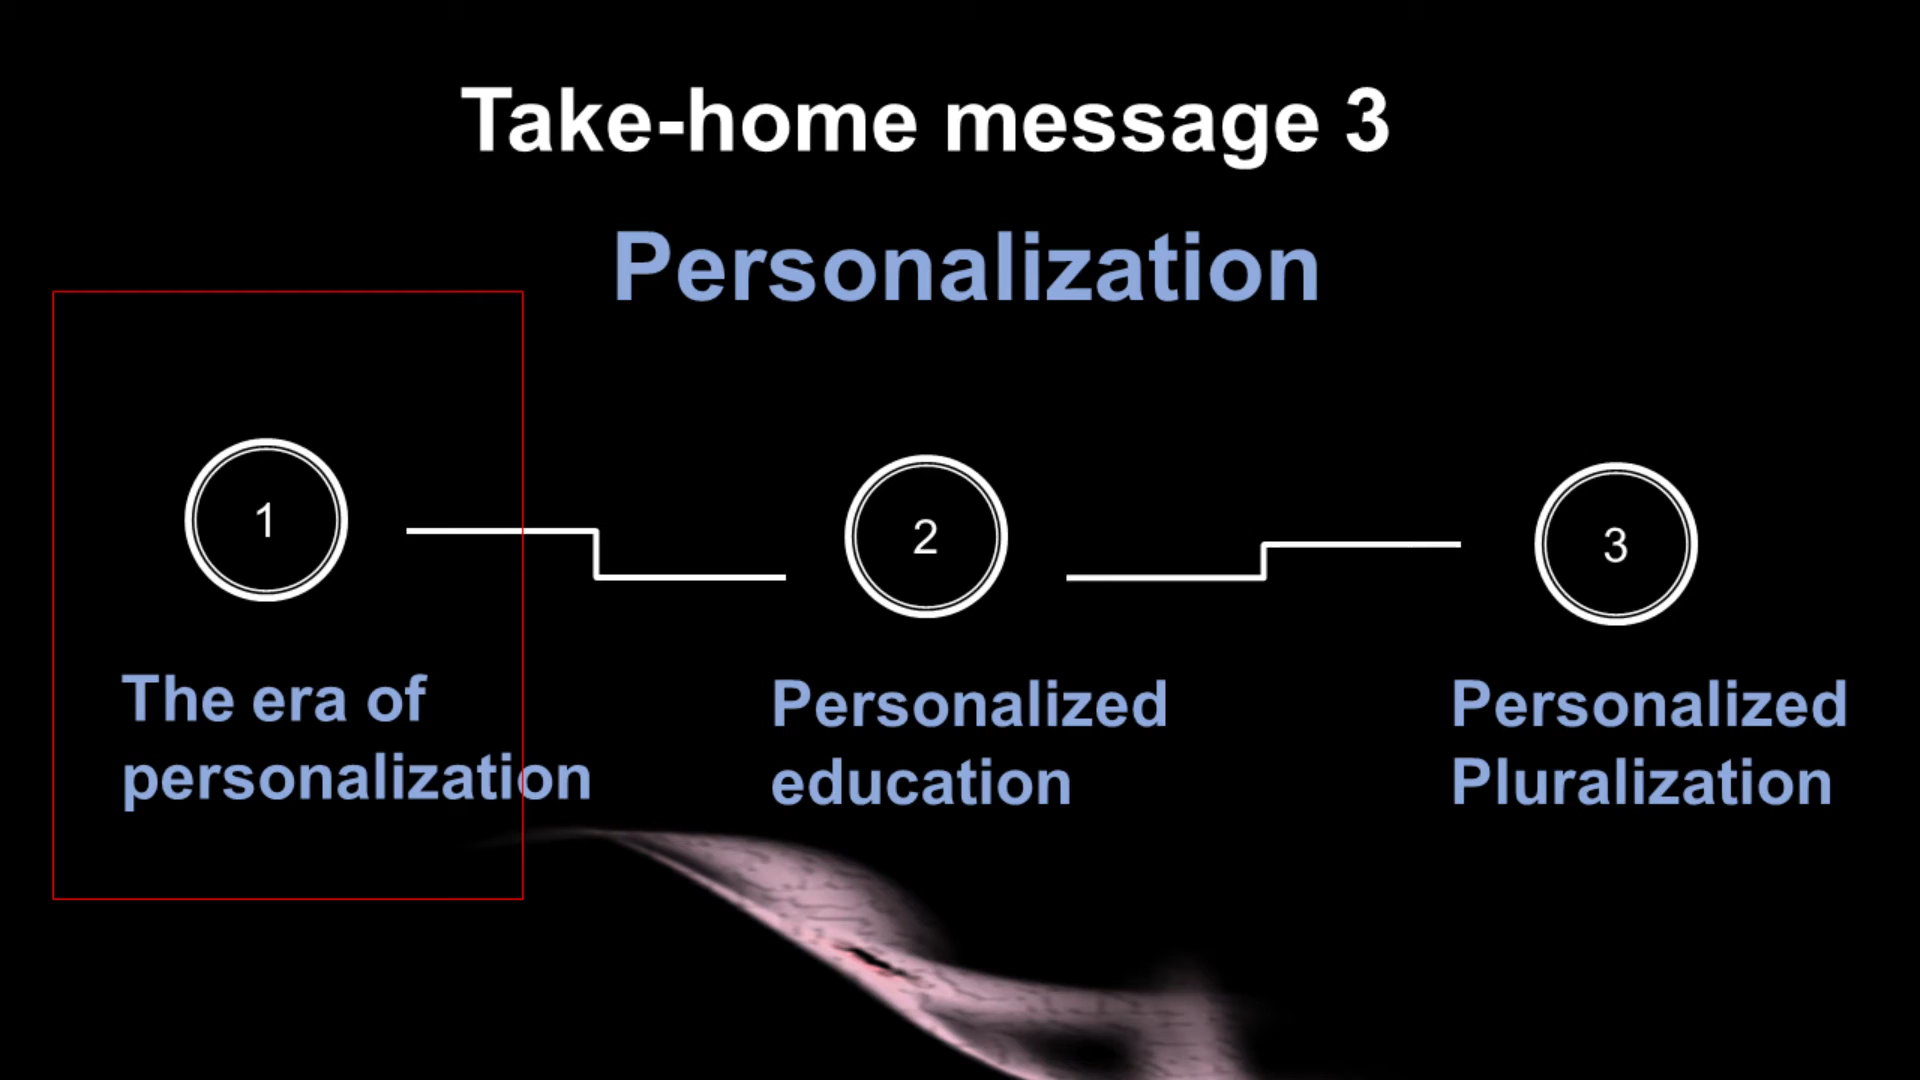 Take-home message 3
Personalization
1
2
3
The era of
personalization
Personalized
education
Personalized
Pluralization